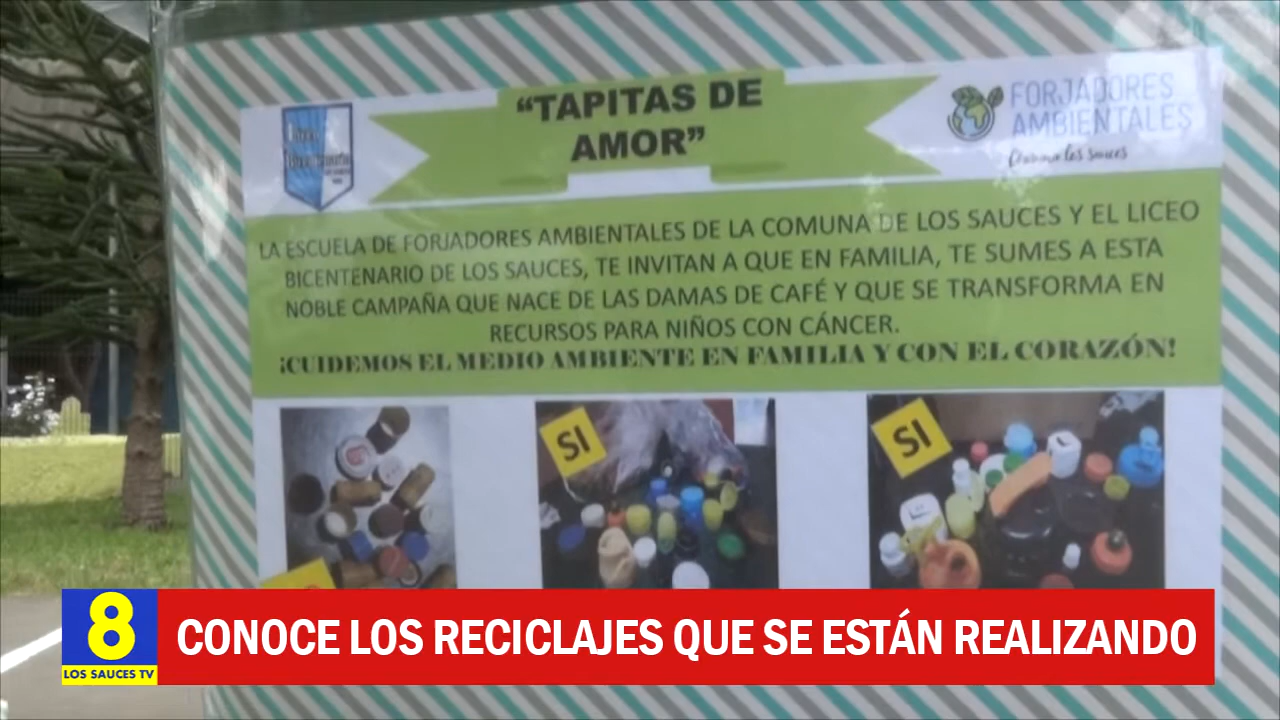 “TAPITAS DE
AMOR”
FORJADORES
AMBIENTALES
LA ESCUELA DE FORJADORES AMBIENTALES DE LA COMUNA DE LOS SAUCES Y EL LICEO
BICENTENARIO DE LOS SAUCES, TE INVITAN A QUE EN FAMILIA, TE SUMES A ESTA
NOBLE CAMPAÑA QUE NACE DE LAS DAMAS DE CAFÉ Y QUE SE TRANSFORMA EN
RECURSOS PARA NIÑOS CON CÁNCER.
¡CUIDEMOS EL MEDIO AMBIENTE EN FAMILIA Y CON EL CORAZÓN!
SI
SI
8
LOS SAUCES TV
CONOCE LOS RECICLAJES QUE SE ESTÁN REALIZANDO